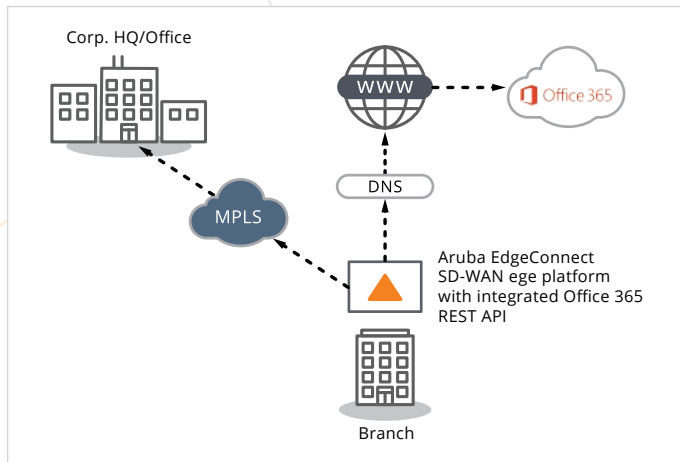 Corp. HQ/Office
WWW
Office 365
DNS
MPLS
Aruba EdgeConnect
SD-WAN ege platform
with integrated Office 365
REST API
Branch